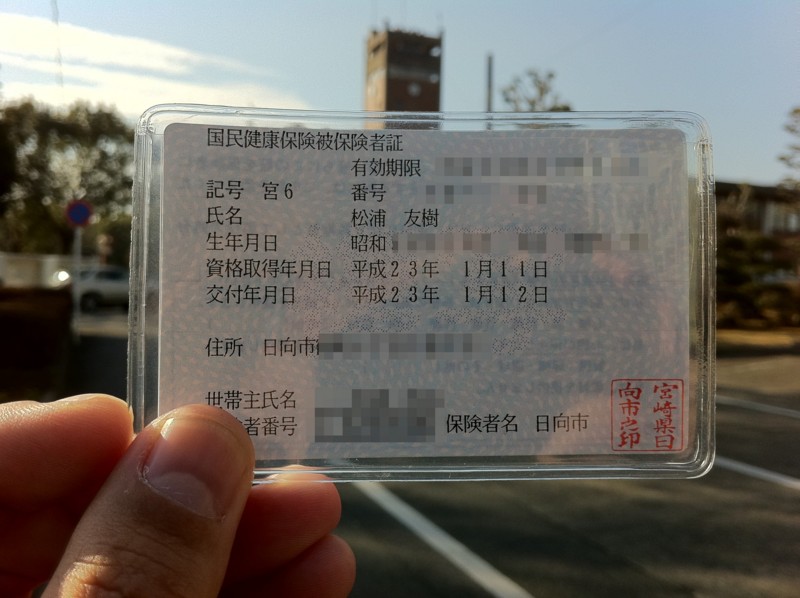 国民健康保険被保険者証
有効期限
記号 宮6 番号
氏名 松浦 友樹
生年月日 昭和
資格取得年月日 平成23年 1月11日
交付年月日 平成23年 1月12日
住所 日向市
世帯主氏名
者番号 保険者名 日向市
宮崎県日
向市之印